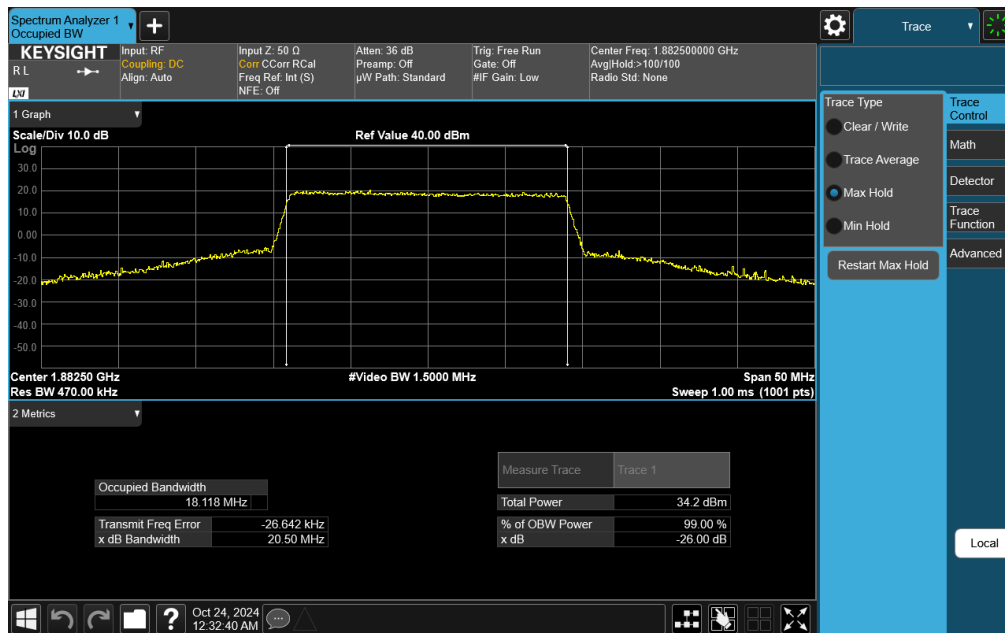 Spectrum Analyzer 1
Occupied BW
Trace
KEYSIGHT
R L
LXI
Input: RF
Coupling: DC
Align: Auto
Input Z: 50 Ω
Corr CCorr RCal
Freq Ref: Int (S)
NFE: Off
Atten: 36 dB
Preamp: Off
µW Path: Standard
Trig: Free Run
Gate: Off
#IF Gain: Low
Center Freq: 1.882500000 GHz
Avg|Hold:>100/100
Radio Std: None
1 Graph
Scale/Div 10.0 dB
Ref Value 40.00 dBm
Log
30.0
20.0
10.0
0.00
-10.0
-20.0
-30.0
-40.0
-50.0
Center 1.88250 GHz
#Video BW 1.5000 MHz
Span 50 MHz
Res BW 470.00 kHz
Sweep 1.00 ms (1001 pts)
2 Metrics
Measure Trace
Trace 1
Occupied Bandwidth
18.118 MHz
Total Power
34.2 dBm
Transmit Freq Error
-26.642 kHz
% of OBW Power
99.00 %
x dB Bandwidth
20.50 MHz
x dB
-26.00 dB
Trace Type
Clear / Write
Trace Average
Max Hold
Min Hold
Restart Max Hold
Trace
Control
Math
Detector
Trace
Function
Advanced
Local
?
Oct 24, 2024
12:32:40 AM